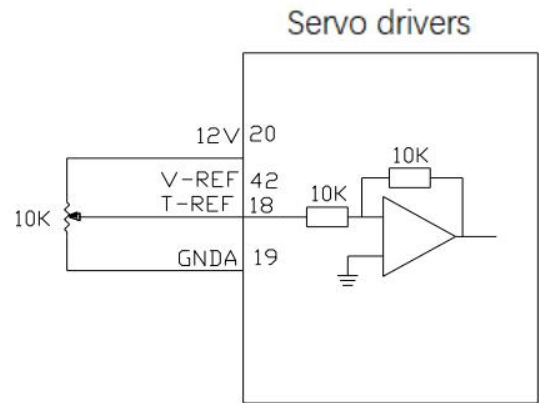 Servo drivers
12V 20
V-REF 42
T-REF 18
10K
10K
10K
GNDA 19